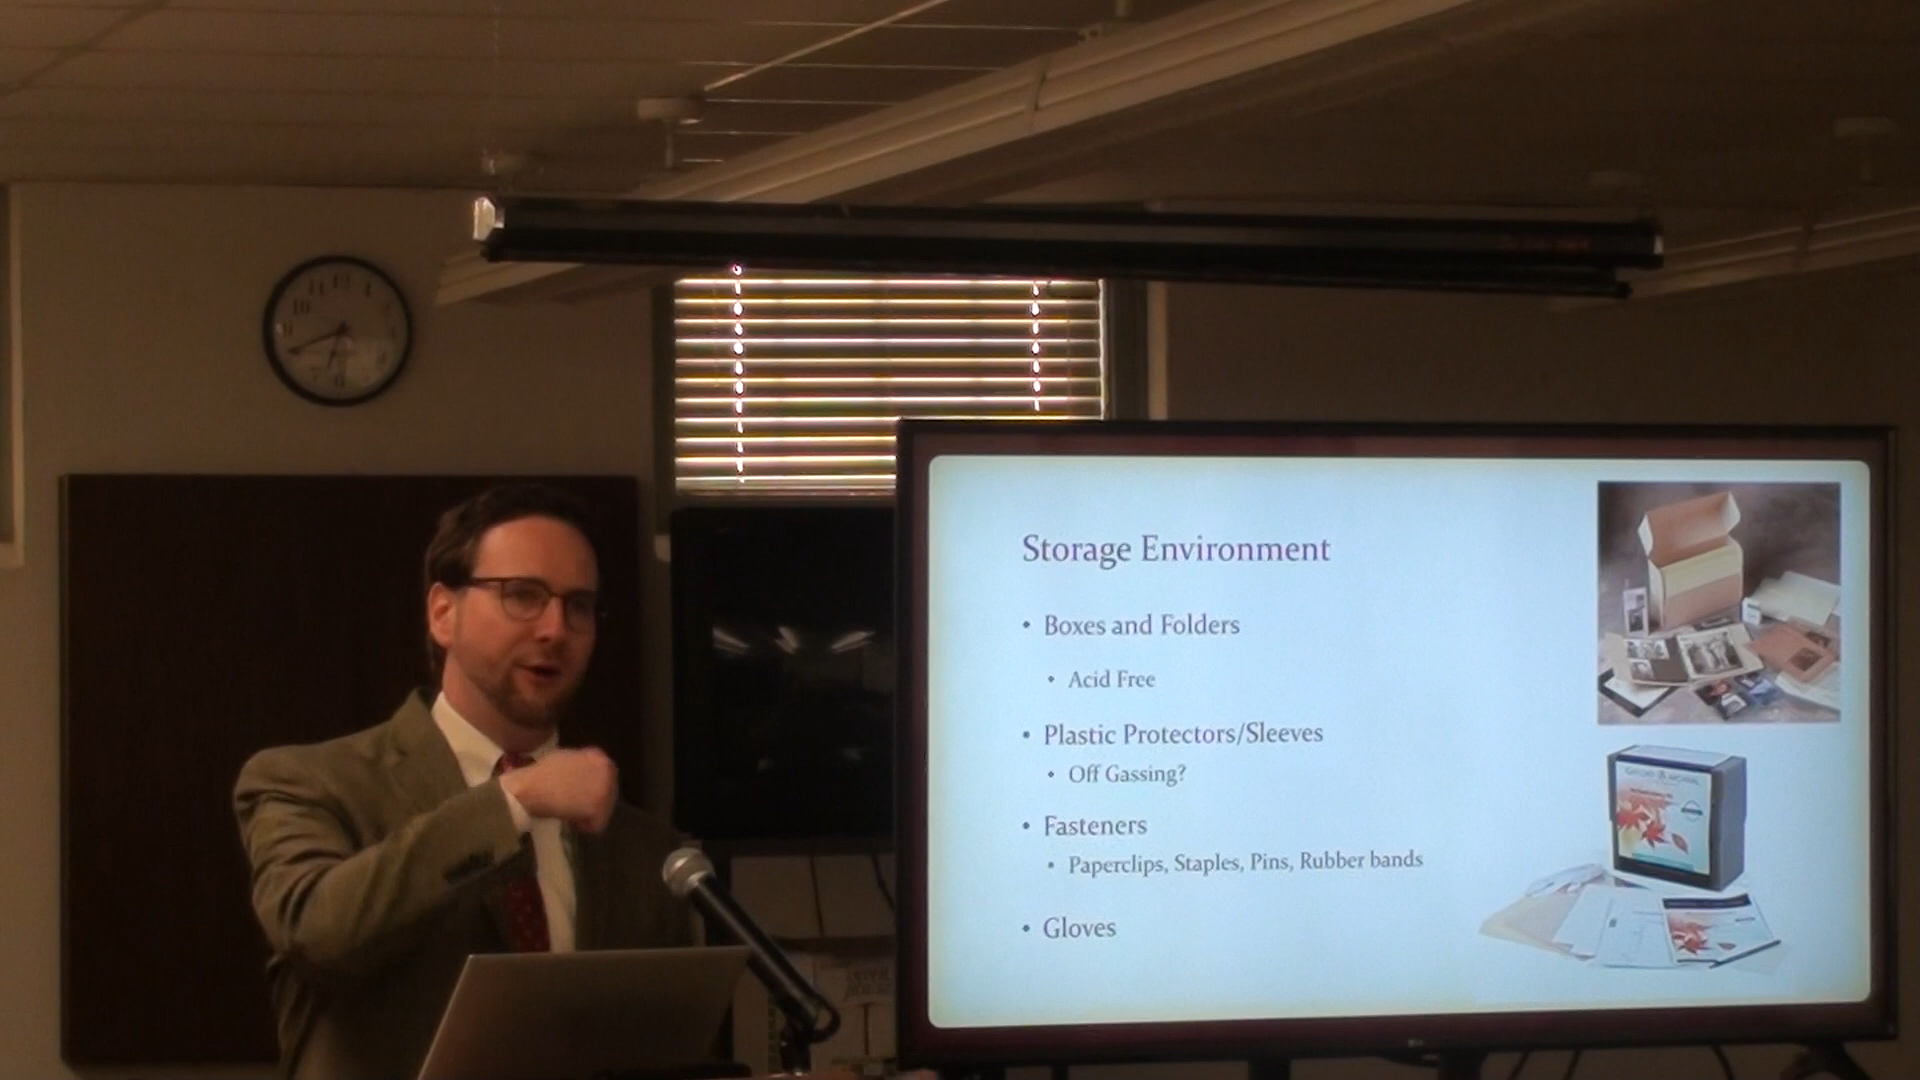 Storage Environment
• Boxes and Folders
• Acid Free
• Plastic Protectors/Sleeves
• Off Gassing?
• Fasteners
• Paperclips, Staples, Pins, Rubber bands
• Gloves